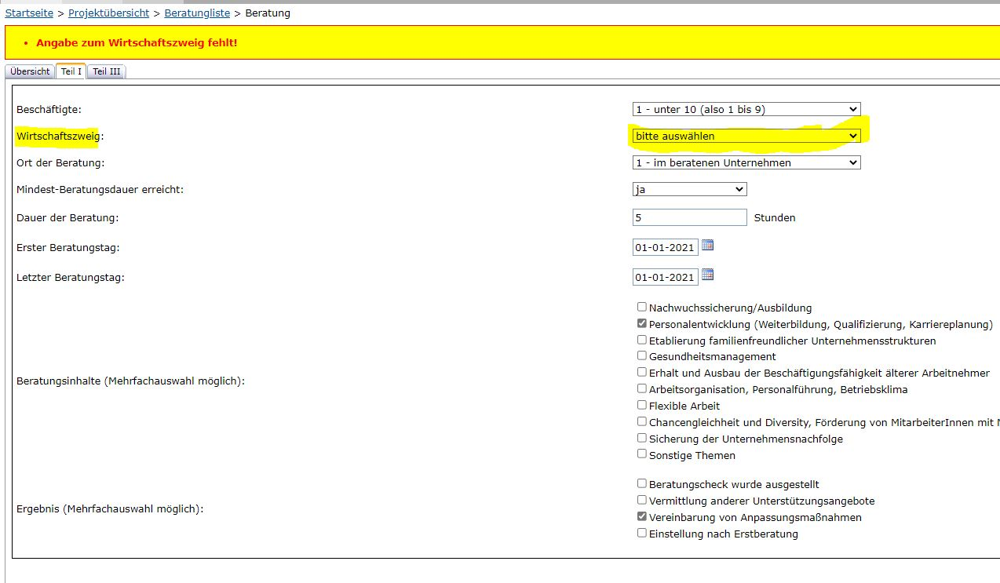 Startseite > Projektübersicht > Beratungliste > Beratung
• Angabe zum Wirtschaftszweig fehlt!
Übersicht Teil I Teil III
Beschäftigte: 1 - unter 10 (also 1 bis 9)
Wirtschaftszweig: bitte auswählen
Ort der Beratung: 1 - im beratenen Unternehmen
Mindest-Beratungsdauer erreicht: ja
Dauer der Beratung: 5 Stunden
Erster Beratungstag: 01-01-2021
Letzter Beratungstag: 01-01-2021
Beratungsinhalte (Mehrfachauswahl möglich):
Nachwuchssicherung/Ausbildung
Personalentwicklung (Weiterbildung, Qualifizierung, Karriereplanung)
Etablierung familienfreundlicher Unternehmensstrukturen
Gesundheitsmanagement
Erhalt und Ausbau der Beschäftigungsfähigkeit älterer Arbeitnehmer
Arbeitsorganisation, Personalführung, Betriebsklima
Flexible Arbeit
Chancengleichheit und Diversity, Förderung von MitarbeiterInnen mit
Sicherung der Unternehmensnachfolge
Sonstige Themen
Ergebnis (Mehrfachauswahl möglich):
Beratungscheck wurde ausgestellt
Vermittlung anderer Unterstützungsangebote
Vereinbarung von Anpassungsmaßnahmen
Einstellung nach Erstberatung